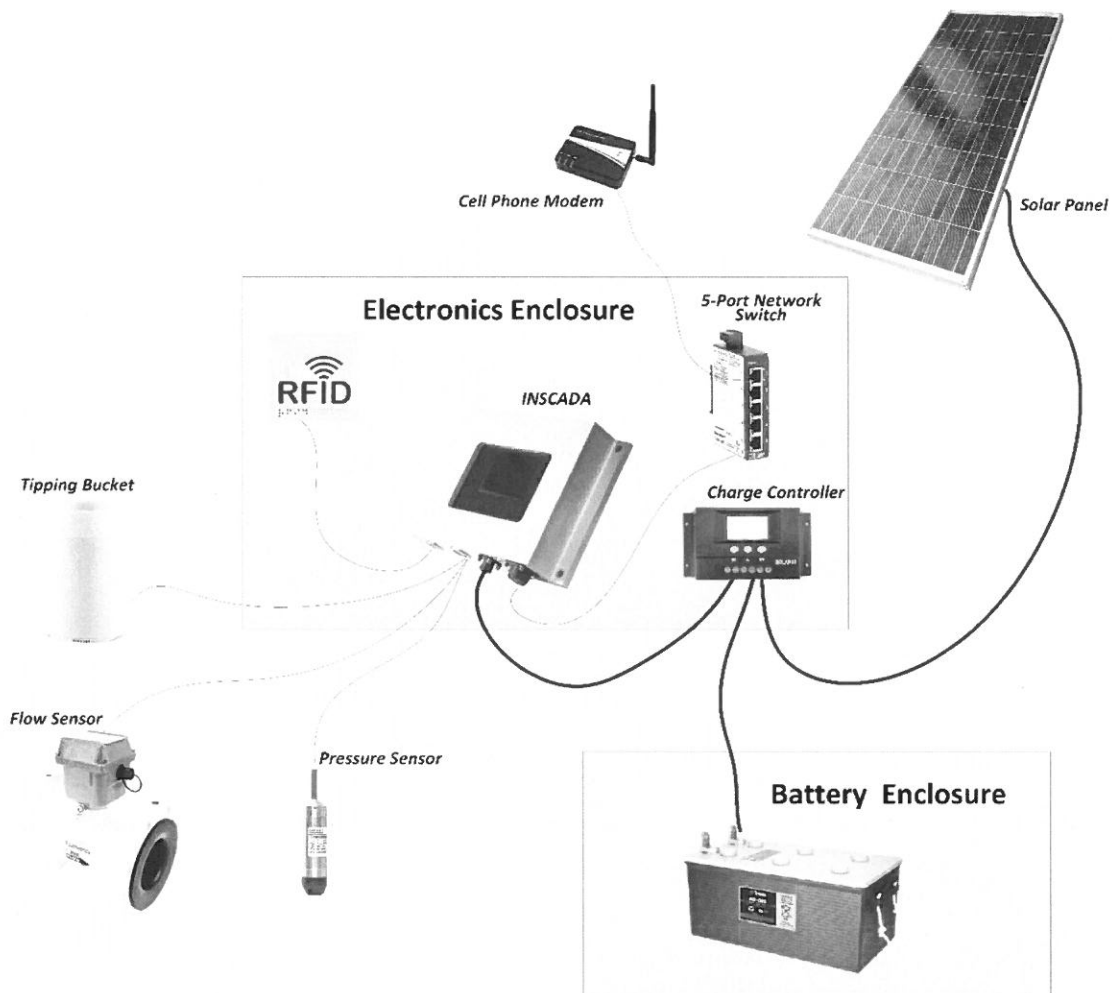 Cell Phone Modem
Solar Panel
Electronics Enclosure
5-Port Network
Switch
RFID
INSCADA
Tipping Bucket
Charge Controller
Flow Sensor
Pressure Sensor
Battery Enclosure